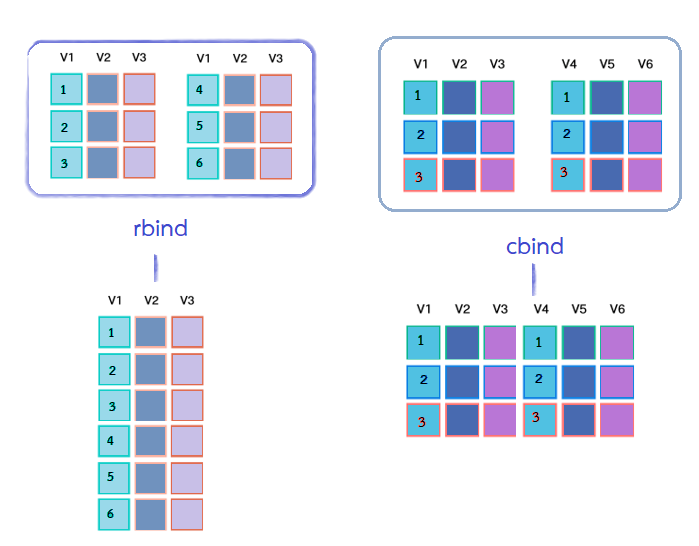 V1 V2 V3 V1 V2 V3
1 4
2 5
3 6
rbind
V1 V2 V3
1
2
3
4
5
6
V1 V2 V3 V4 V5 V6
1 1
2 2
3 3
cbind
V1 V2 V3 V4 V5 V6
1 1
2 2
3 3